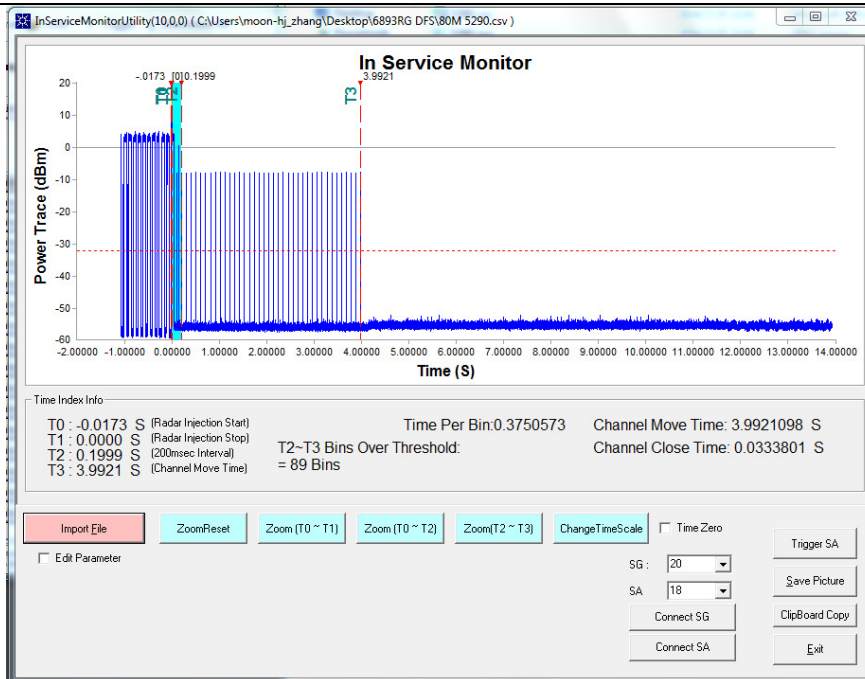 InServiceMonitorUtility(10,0,0) ( C:\Users\moon-hj_zhang\Desktop\6893RG DFS\80M 5290.csv )
In Service Monitor
-.0173
0.1999
3.9921
T3
Power Trace (dBm)
20
10
0
-10
-20
-30
-40
-50
-60
-2.00000 -1.00000 0.00000 1.00000 2.00000 3.00000 4.00000 5.00000 6.00000 7.00000 8.00000 9.00000 10.00000 11.00000 12.00000 13.00000 14.00000
Time (S)
Time Index Info
T0 : -0.0173 S (Radar Injection Start)
T1 : 0.0000 S (Radar Injection Stop)
T2 : 0.1999 S (200msec Interval)
T3 : 3.9921 S (Channel Move Time)
Time Per Bin:0.3750573
T2~T3 Bins Over Threshold:
= 89 Bins
Channel Move Time: 3.9921098 S
Channel Close Time: 0.0333801 S
Import File
ZoomReset
Zoom (T0 ~ T1)
Zoom (T0 ~ T2)
Zoom(T2 ~ T3)
ChangeTimeScale
Time Zero
Edit Parameter
SG :
20
SA
18
Connect SG
Connect SA
Trigger SA
Save Picture
ClipBoard Copy
Exit